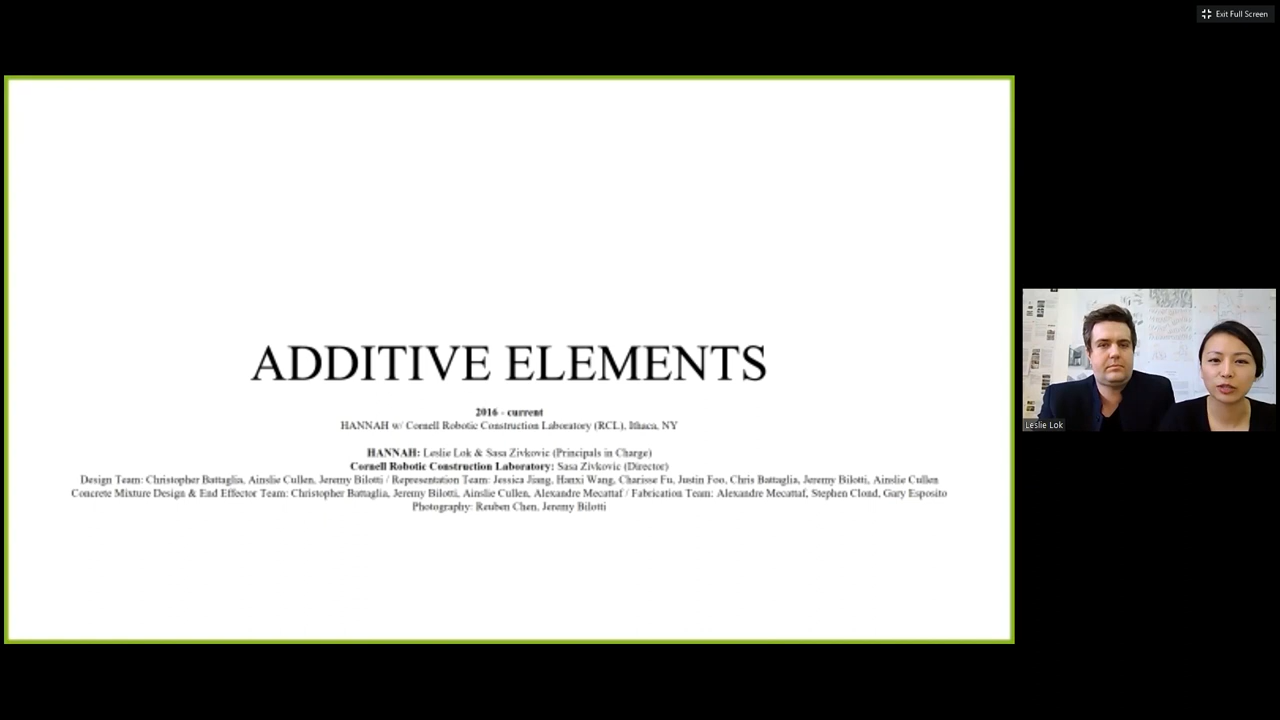 Exit Full Screen
ADDITIVE ELEMENTS
2016 - current
HANNAH w/ Cornell Robotic Construction Laboratory (RCL), Ithaca, NY
HANNAH: Leslie Lok & Sasa Zivkovic (Principals in Charge)
Cornell Robotic Construction Laboratory: Sasa Zivkovic (Director)
Design Team: Christopher Battaglia, Ainslie Cullen, Jeremy Bilotti / Representation Team: Jessica Jiang, Hanxi Wang, Charisse Fu, Justin Foo, Chris Battaglia, Jeremy Bilotti, Ainslie Cullen
Concrete Mixture Design & End Effector Team: Christopher Battaglia, Jeremy Bilotti, Ainslie Cullen, Alexandre Mecattaf / Fabrication Team: Alexandre Mecattaf, Stephen Clond, Gary Esposito
Photography: Reuben Chen, Jeremy Bilotti
Leslie Lok